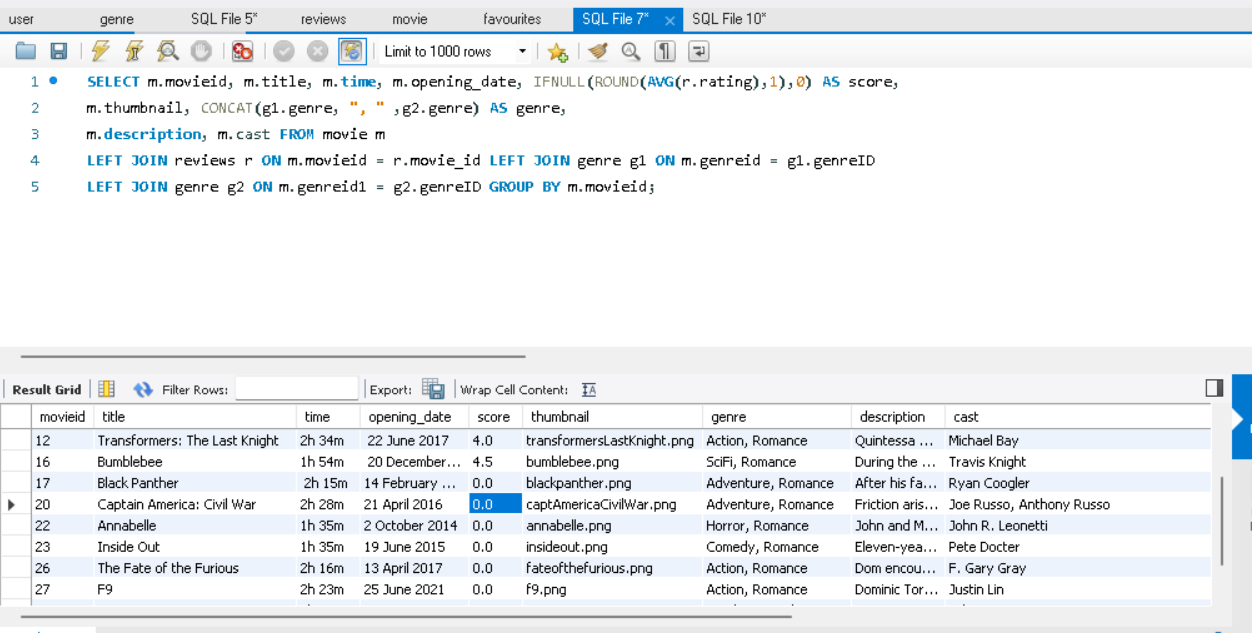 user genre SQL File 5* reviews movie favourites SQL File 7* × SQL File 10*
Limit to 1000 rows
1 SELECT m.movieid, m.title, m.time, m.opening_date, IFNULL(ROUND(AVG(r.rating),1),0) AS score,
2 m.thumbnail, CONCAT(g1.genre, ", " ,g2.genre) AS genre,
3 m.description, m.cast FROM movie m
4 LEFT JOIN reviews r ON m.movieid = r.movie_id LEFT JOIN genre g1 ON m.genreid = g1.genreID
5 LEFT JOIN genre g2 ON m.genreid1 = g2.genreID GROUP BY m.movieid;
Result Grid Filter Rows: Export: Wrap Cell Content:
movieid title time opening_date score thumbnail genre description cast
12 Transformers: The Last Knight 2h 34m 22 June 2017 4.0 transformersLastKnight.png Action, Romance Quintessa ... Michael Bay
16 Bumblebee 1h 54m 20 December... 4.5 bumblebee.png SciFi, Romance During the ... Travis Knight
17 Black Panther 2h 15m 14 February ... 0.0 blackpanther.png Adventure, Romance After his fa... Ryan Coogler
20 Captain America: Civil War 2h 28m 21 April 2016 0.0 captAmericaCivilWar.png Adventure, Romance Friction aris... Joe Russo, Anthony Russo
22 Annabelle 1h 35m 2 October 2014 0.0 annabelle.png Horror, Romance John and M... John R. Leonetti
23 Inside Out 1h 35m 19 June 2015 0.0 insideout.png Comedy, Romance Eleven-yea... Pete Docter
26 The Fate of the Furious 2h 16m 13 April 2017 0.0 fateofthefurious.png Action, Romance Dom encou... F. Gary Gray
27 F9 2h 23m 25 June 2021 0.0 f9.png Action, Romance Dominic Tor... Justin Lin